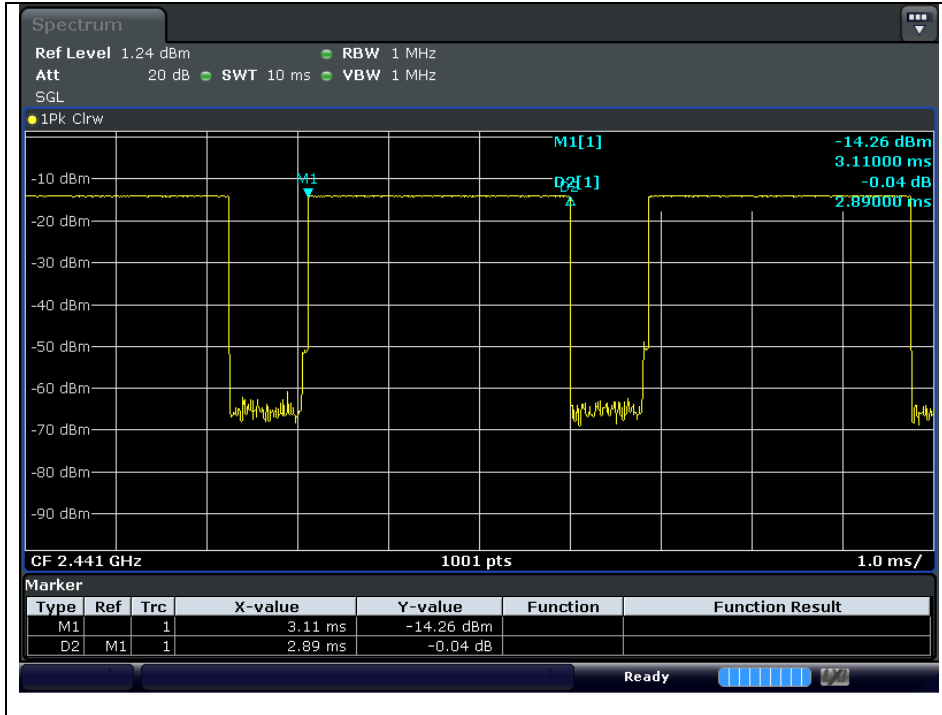 Spectrum
Ref Level 1.24 dBm RBW 1 MHz
Att 20 dB SWT 10 ms VBW 1 MHz
SGL
1Pk Clrw
M1[1] -14.26 dBm
3.11000 ms
D2[1] -0.04 dB
2.89000 ms
M1
D2
-10 dBm
-20 dBm
-30 dBm
-40 dBm
-50 dBm
-60 dBm
-70 dBm
-80 dBm
-90 dBm
CF 2.441 GHz 1001 pts 1.0 ms/
Marker
Type Ref Trc X-value Y-value Function Function Result
M1 1 3.11 ms -14.26 dBm
D2 M1 1 2.89 ms -0.04 dB
Ready